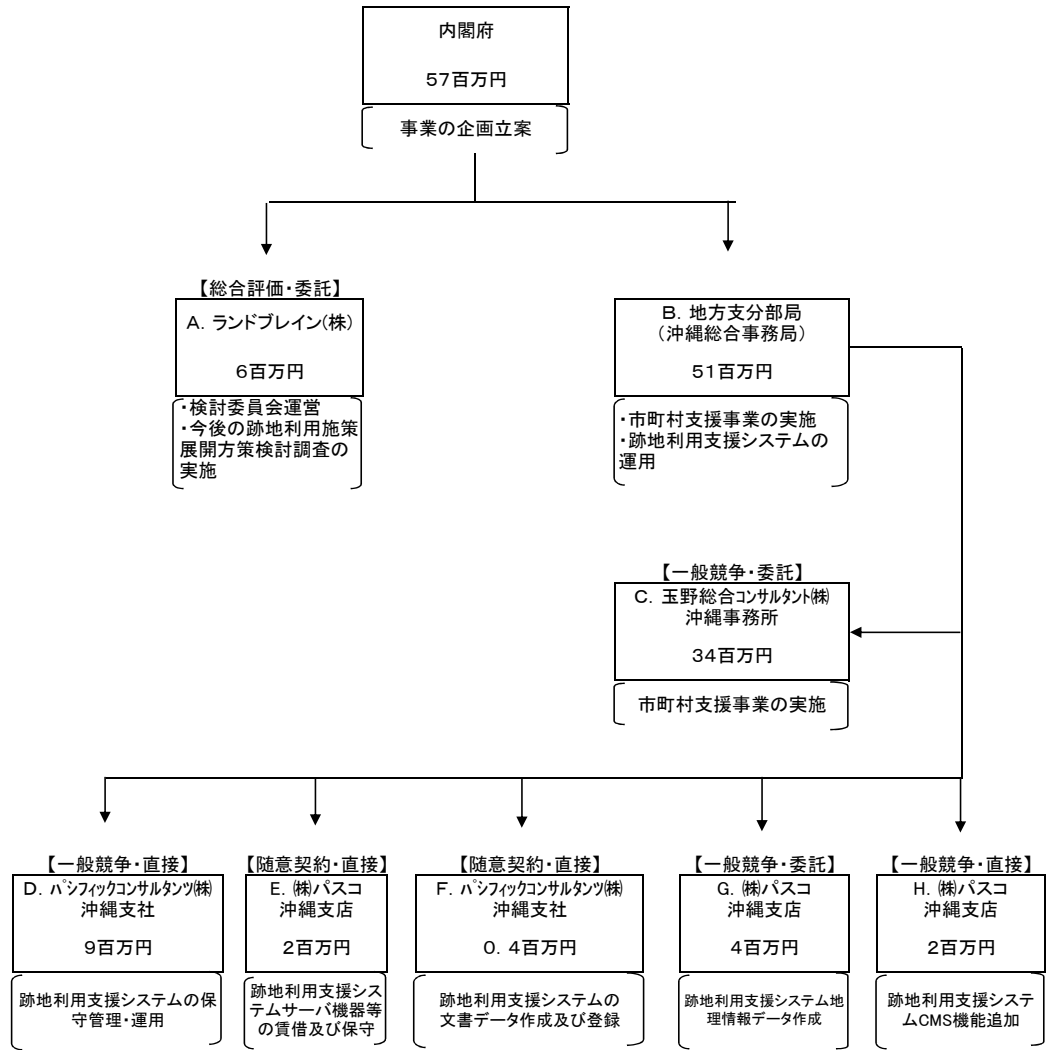 内閣府
57百万円
事業の企画立案
【総合評価・委託】
A. ランドブレイン(株)
6百万円
・検討委員会運営
・今後の跡地利用施策
展開方策検討調査の
実施
B. 地方支分部局
(沖縄総合事務局)
51百万円
・市町村支援事業の実施
・跡地利用支援システムの
運用
【一般競争・委託】
C. 玉野総合コンサルタント㈱
沖縄事務所
34百万円
市町村支援事業の実施
【一般競争・直接】
D. パシフィックコンサルタンツ㈱
沖縄支社
9百万円
跡地利用支援システムの保
守管理・運用
【随意契約・直接】
E. ㈱パスコ
沖縄支店
2百万円
跡地利用支援シス
テムサーバ機器等
の賃借及び保守
【随意契約・直接】
F. パシフィックコンサルタンツ㈱
沖縄支社
0.4百万円
跡地利用支援システムの
文書データ作成及び登録
【一般競争・委託】
G. ㈱パスコ
沖縄支店
4百万円
跡地利用支援システム地
理情報データ作成
【一般競争・直接】
H. ㈱パスコ
沖縄支店
2百万円
跡地利用支援システ
ムCMS機能追加